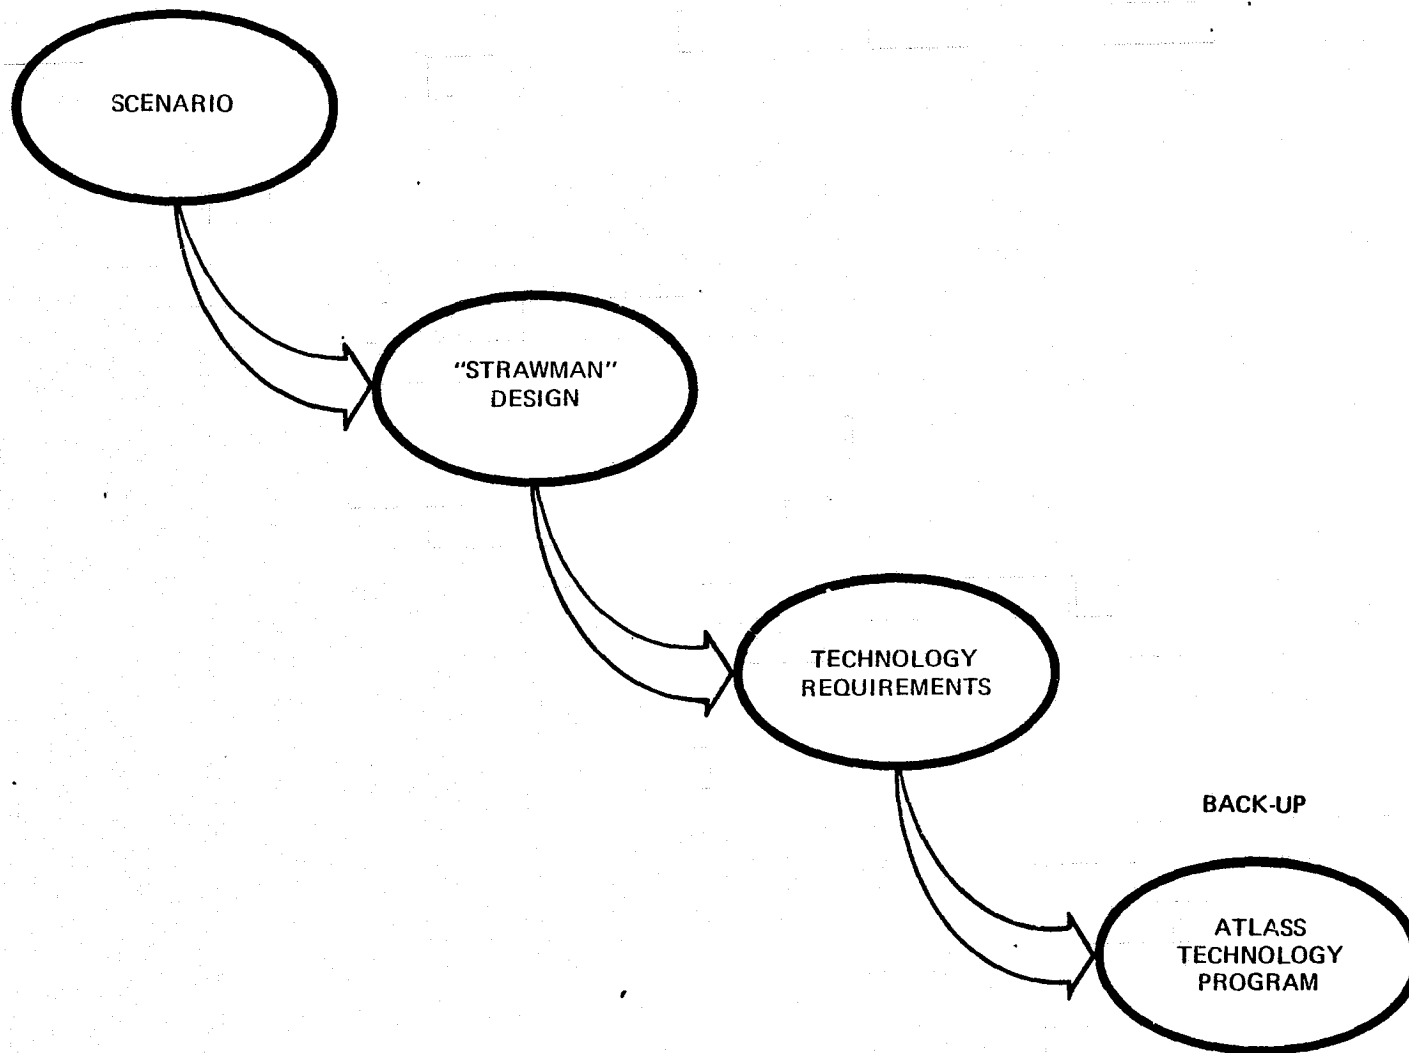 SCENARIO
"STRAWMAN"
DESIGN
TECHNOLOGY
REQUIREMENTS
BACK-UP
ATLASS
TECHNOLOGY
PROGRAM